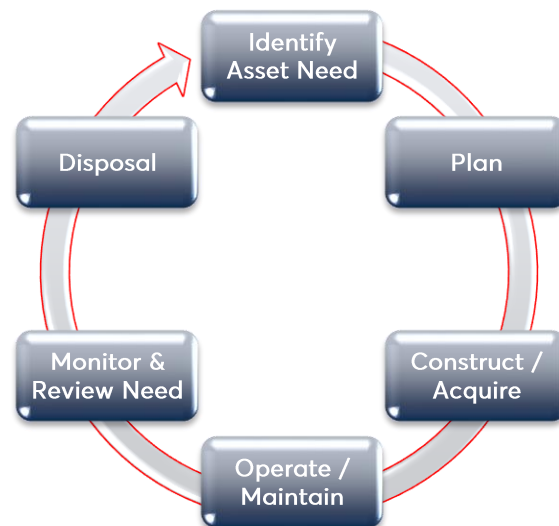 Identify
Asset Need
Plan
Construct /
Acquire
Operate /
Maintain
Monitor &
Review Need
Disposal